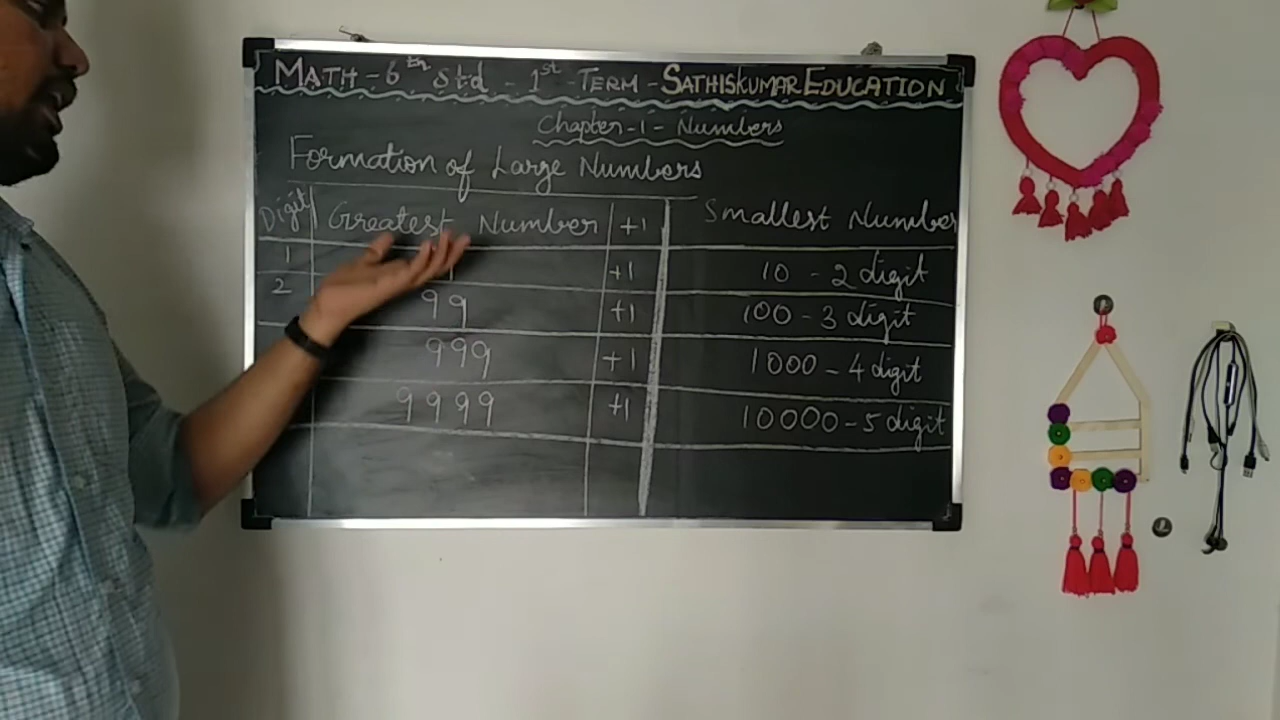 MATH - 6th Std - 1st - TERM - SATHISKUMAR EDUCATION
Chapter-1 - Numbers
Formation of Large Numbers
Digit Greatest Number +1 Smallest Number
1 +1 10 - 2 digit
2 99 +1 100 - 3 digit
999 +1 1000 - 4 digit
9999 +1 10000 - 5 digit